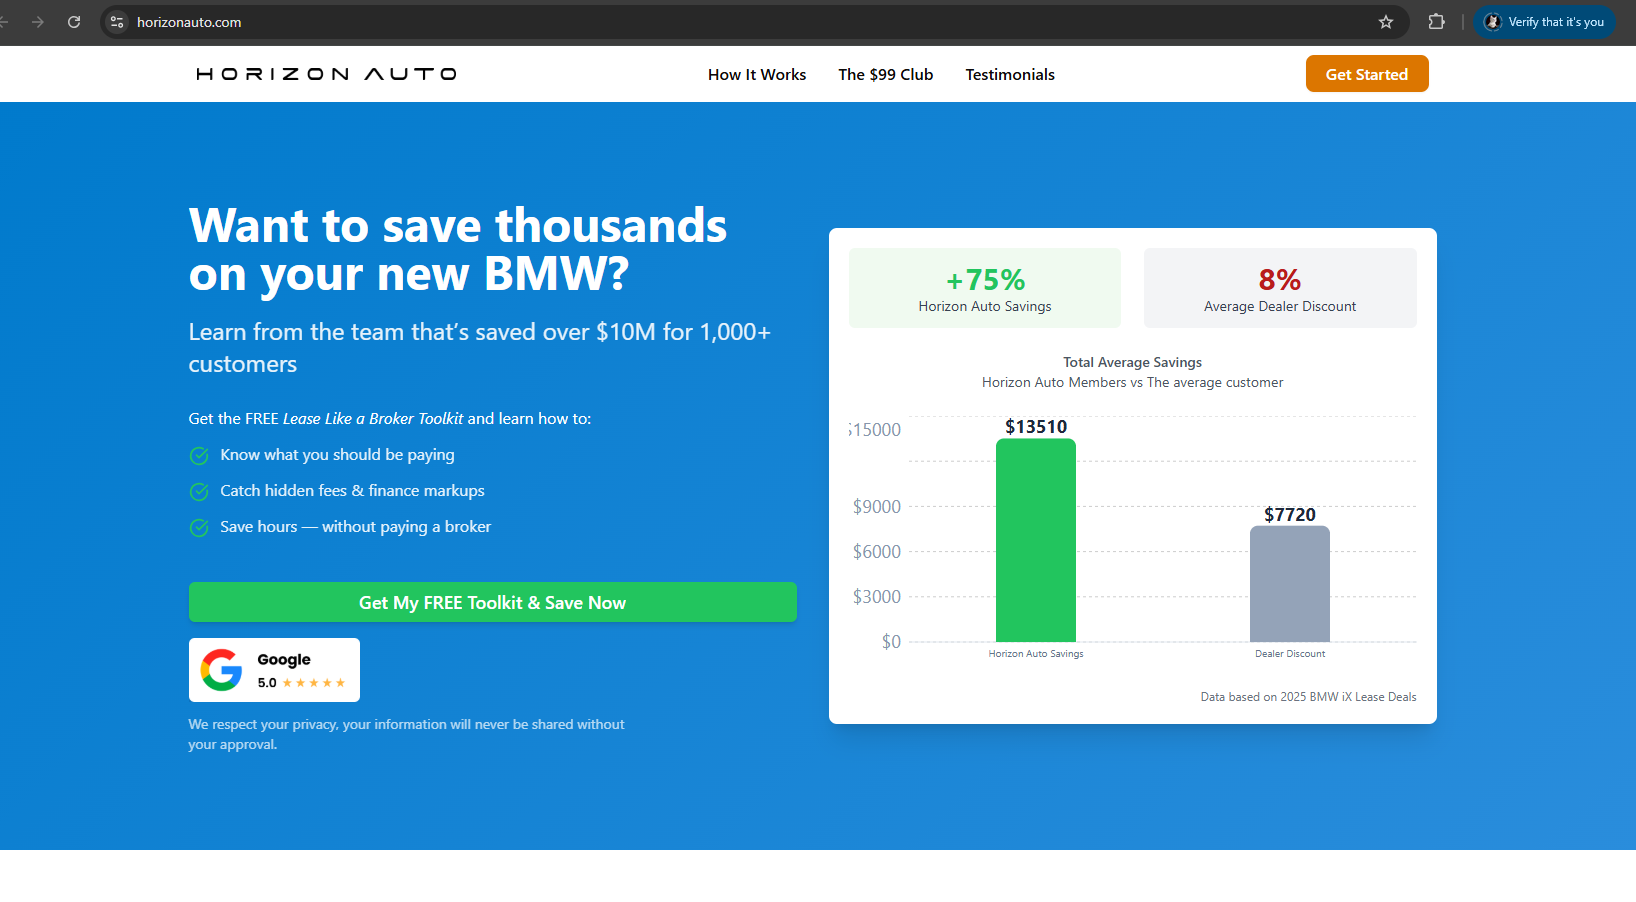 horizonauto.com
Verify that it's you
HORIZON AUTO
How It Works
The $99 Club
Testimonials
Get Started
Want to save thousands
on your new BMW?
Learn from the team that’s saved over $10M for 1,000+
customers
Get the FREE Lease Like a Broker Toolkit and learn how to:
Know what you should be paying
Catch hidden fees & finance markups
Save hours — without paying a broker
Get My FREE Toolkit & Save Now
Google
5.0
We respect your privacy, your information will never be shared without
your approval.
+75%
Horizon Auto Savings
8%
Average Dealer Discount
Total Average Savings
Horizon Auto Members vs The average customer
$15000
$9000
$6000
$3000
$0
$13510
$7720
Horizon Auto Savings
Dealer Discount
Data based on 2025 BMW iX Lease Deals